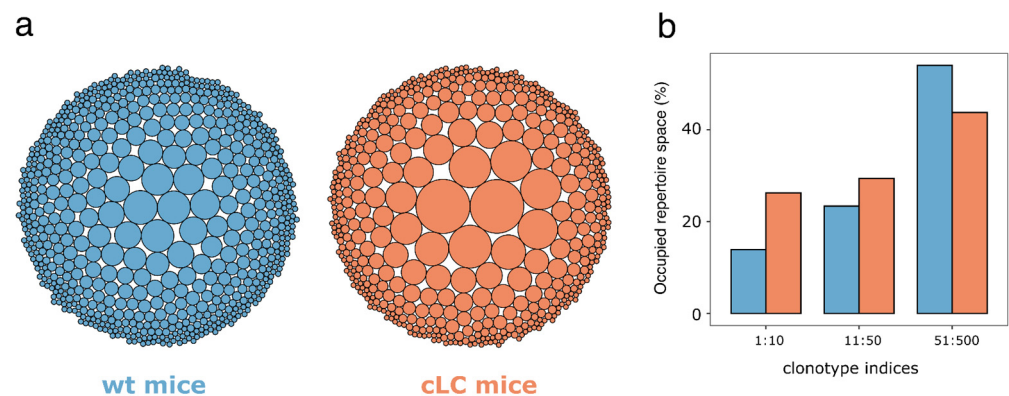 a
wt mice
cLC mice
b
Occupied repertoire space (%)
40
20
0
1:10
11:50
51:500
clonotype indices